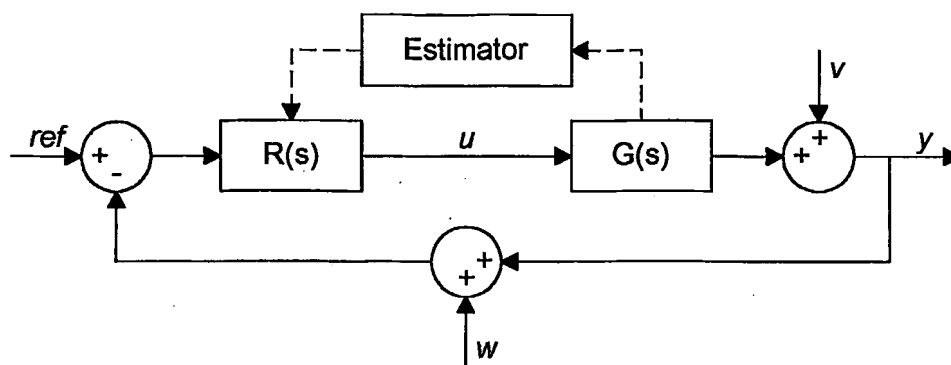 Estimator
v
ref
+
-
R(s)
u
G(s)
+
+
y
+
+
w